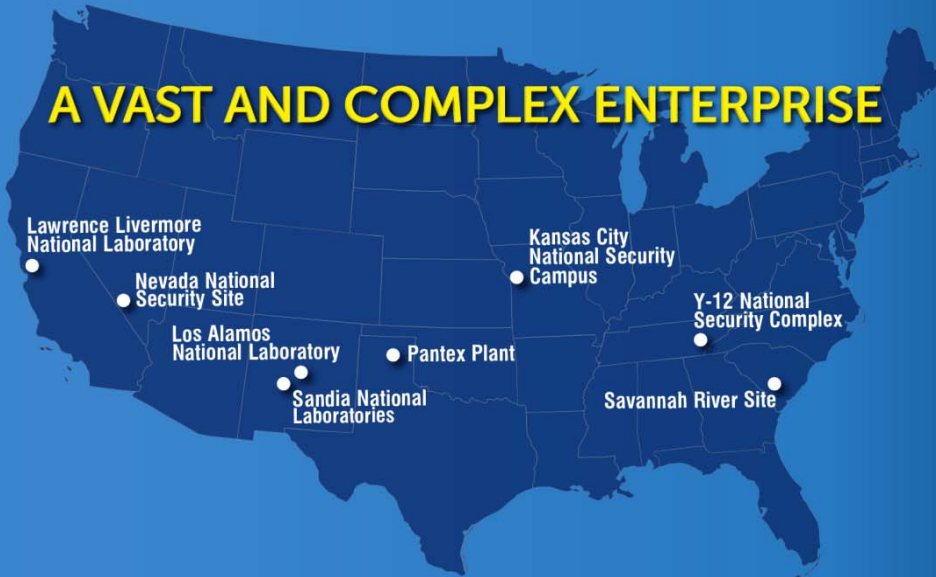 A VAST AND COMPLEX ENTERPRISE
Lawrence Livermore
National Laboratory
Nevada National
Security Site
Los Alamos
National Laboratory
Sandia National
Laboratories
Pantex Plant
Kansas City
National Security
Campus
Y-12 National
Security Complex
Savannah River Site